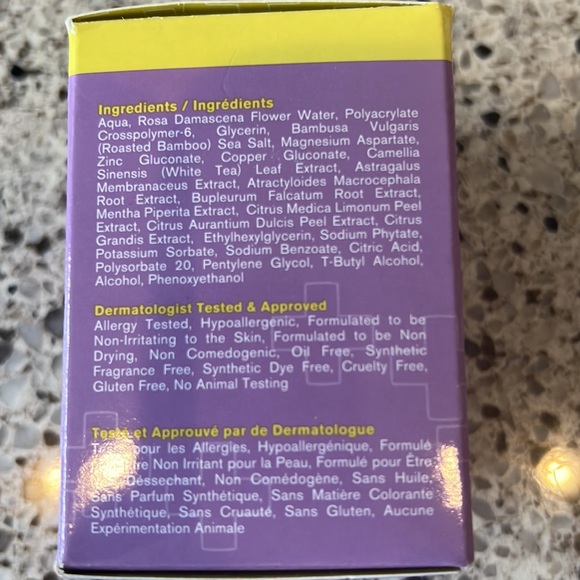 Ingredients / Ingrédients
Aqua, Rosa Damascena Flower Water, Polyacrylate
Crosspolymer-6, Glycerin, Bambusa Vulgaris
(Roasted Bamboo) Sea Salt, Magnesium Aspartate,
Zinc Gluconate, Copper Gluconate, Camellia
Sinensis (White Tea) Leaf Extract, Astragalus
Membranaceus Extract, Atractyloides Macrocephala
Root Extract, Bupleurum Falcatum Root Extract,
Mentha Piperita Extract, Citrus Medica Limonum Peel
Extract, Citrus Aurantium Dulcis Peel Extract, Citrus
Grandis Extract, Ethylhexylglycerin, Sodium Phytate,
Potassium Sorbate, Sodium Benzoate, Citric Acid,
Polysorbate 20, Pentylene Glycol, T-Butyl Alcohol,
Alcohol, Phenoxyethanol
Dermatologist Tested & Approved
Allergy Tested, Hypoallergenic, Formulated to be
Non-Irritating to the Skin, Formulated to be Non
Drying, Non Comedogenic, Oil Free, Synthetic
Fragrance Free, Synthetic Dye Free, Cruelty Free,
Gluten Free, No Animal Testing
Testé et Approuvé par de Dermatologue
pour les Allergies, Hypoallergénique, Formulé
Non Irritant pour la Peau, Formulé pour Être
Dessechant, Non Comédogène, Sans Huile,
Sans Parfum Synthétique, Sans Matière Colorante
Synthétique, Sans Cruauté, Sans Gluten, Aucune
Expérimentation Animale